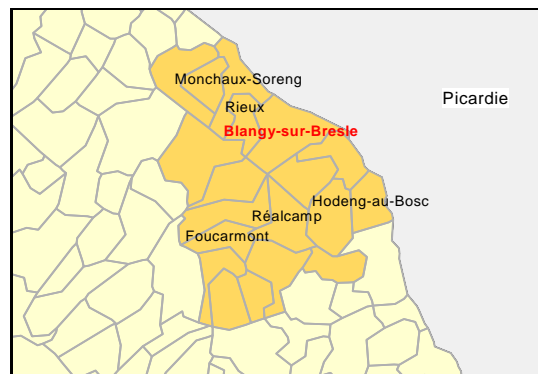 Monchaux-Soreng
Picardie
Rieux
Blangy-sur-Bresle
Hodeng-au-Bosc
Réalcamp
Foucarmont